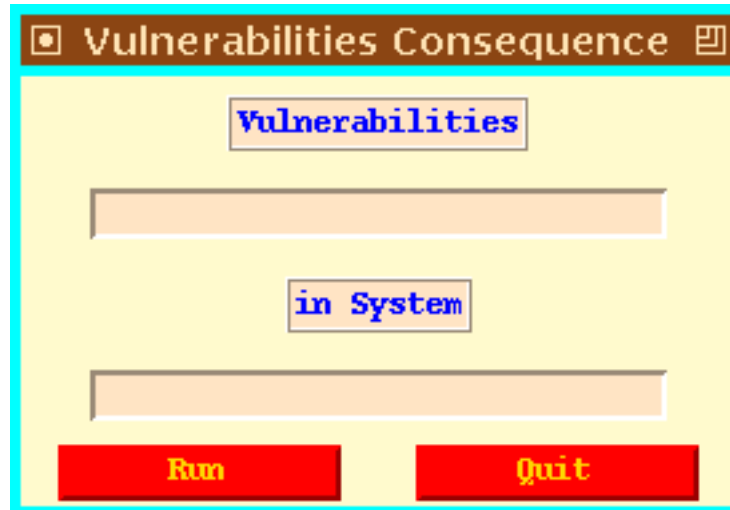 Vulnerabilities Consequence
Vulnerabilities
in System
Run Quit